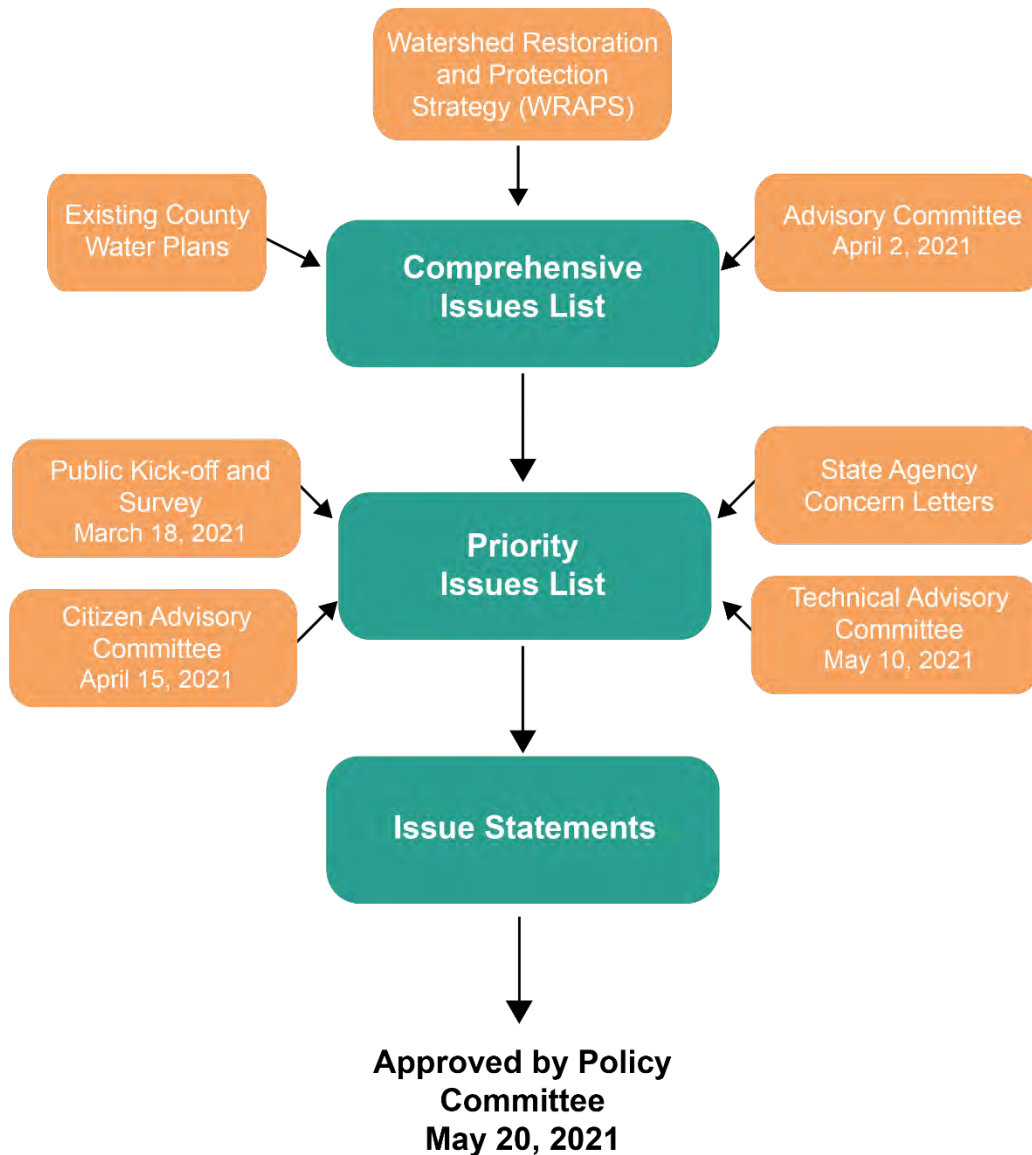 Watershed Restoration
and Protection
Strategy (WRAPS)
Existing County
Water Plans
Comprehensive
Issues List
Advisory Committee
April 2, 2021
Public Kick-off and
Survey
March 18, 2021
Priority
Issues List
State Agency
Concern Letters
Citizen Advisory
Committee
April 15, 2021
Technical Advisory
Committee
May 10, 2021
Issue Statements
Approved by Policy
Committee
May 20, 2021